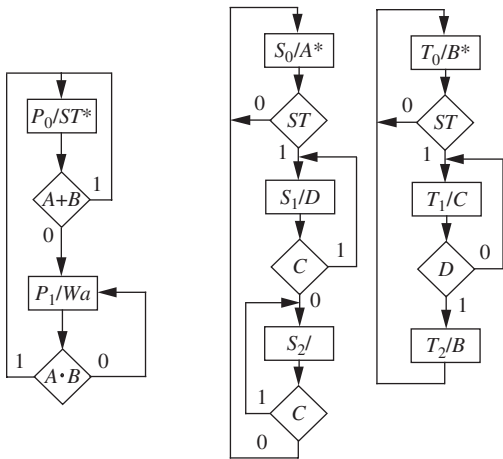 P0/ST*
A+B
1
0
P1/Wa
A·B
1
0
S0/A*
ST
0
1
S1/D
C
1
0
S2/
C
1
0
T0/B*
ST
0
1
T1/C
D
0
1
T2/B